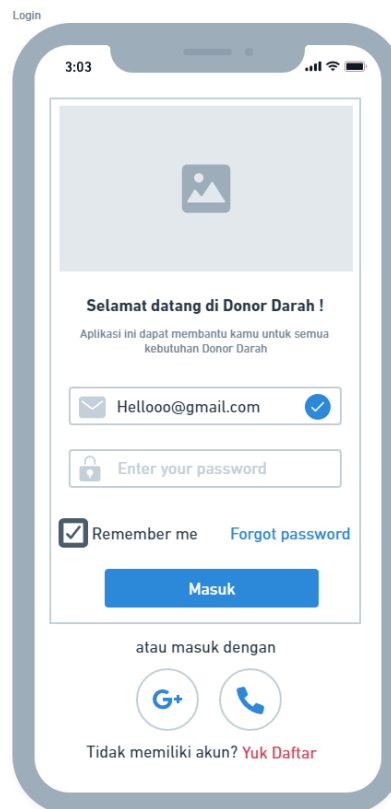 Login
3:03
Selamat datang di Donor Darah !
Aplikasi ini dapat membantu kamu untuk semua
kebutuhan Donor Darah
Hellooo@gmail.com
Enter your password
Remember me Forgot password
Masuk
atau masuk dengan
G+
Tidak memiliki akun? Yuk Daftar